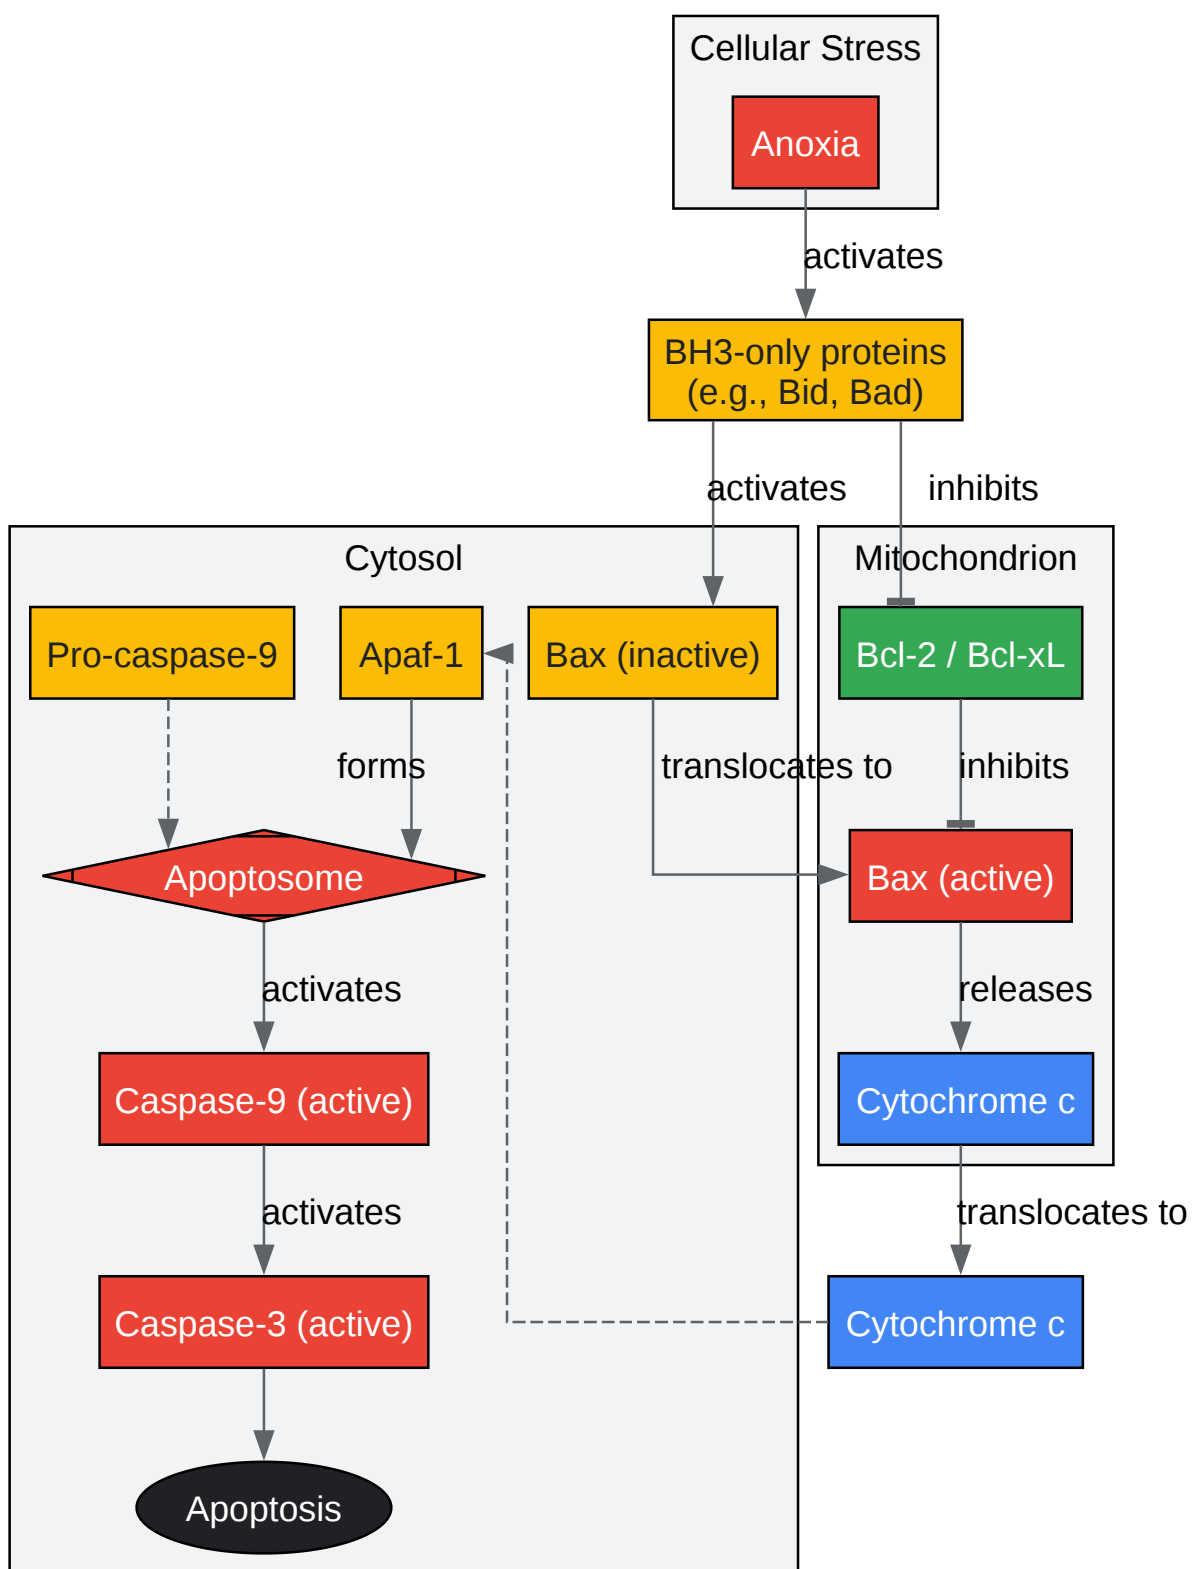 Cellular Stress
Anoxia
activates
BH3-only proteins
(e.g., Bid, Bad)
activates
inhibits
Cytosol
Mitochondrion
Pro-caspase-9
Apaf-1
Bax (inactive)
Bcl-2 / Bcl-xL
forms
translocates to
inhibits
Apoptosome
Bax (active)
activates
releases
Caspase-9 (active)
Cytochrome c
activates
translocates to
Caspase-3 (active)
Cytochrome c
Apoptosis